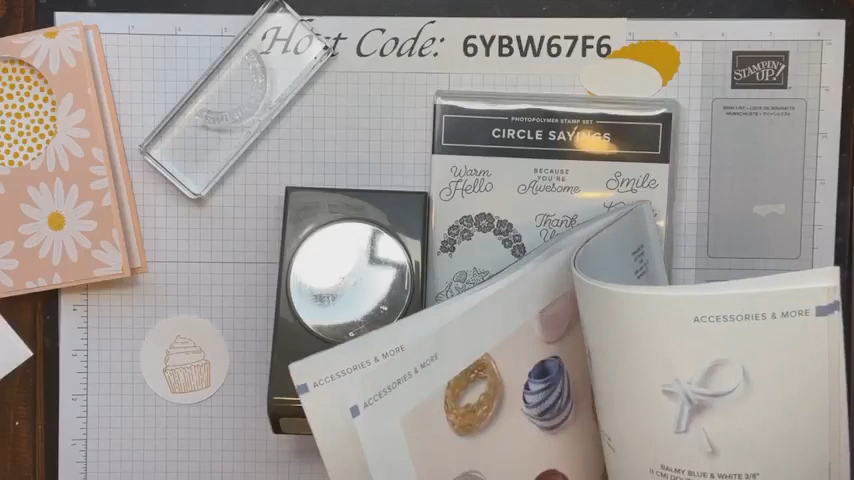 Host Code: 6YBW67F6
STAMPIN' UP!
PHOTOPOLYMER STAMP SET
CIRCLE SAYINGS
Warm Hello
BECAUSE YOU'RE Awesome
Smile
Thank
ACCESSORIES & MORE
ACCESSORIES & MORE
ACCESSORIES & MORE
BALMY BLUE & WHITE 3/8"